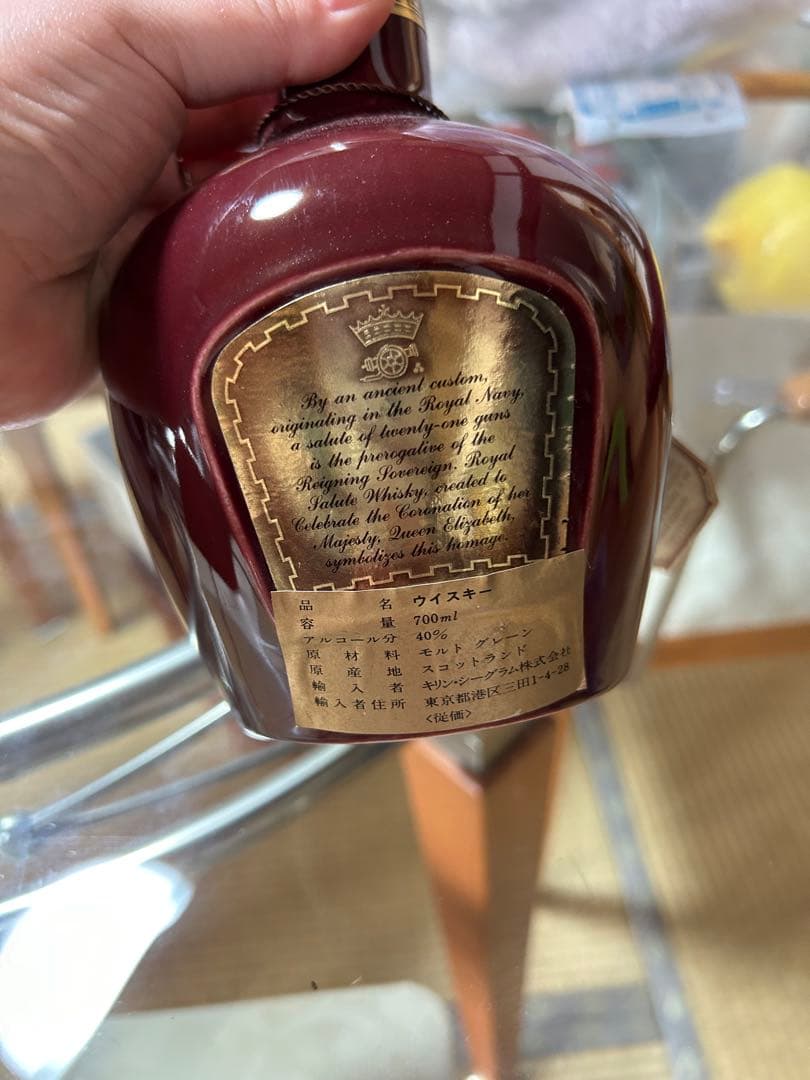 By an ancient custom,
originating in the Royal Navy,
a salute of twenty-one guns
is the prerogative of the
Reigning Sovereign. Royal
Salute Whisky, created to
Celebrate the Coronation of her
Majesty, Queen Elizabeth,
symbolizes this homage.
品名 ウイスキー
容量 700ml
アルコール分 40%
原材料 モルト グレーン
原産地 スコットランド
輸入者 キリン・シーグラム株式会社
輸入者住所 東京都港区三田1-4-28
〈従価〉